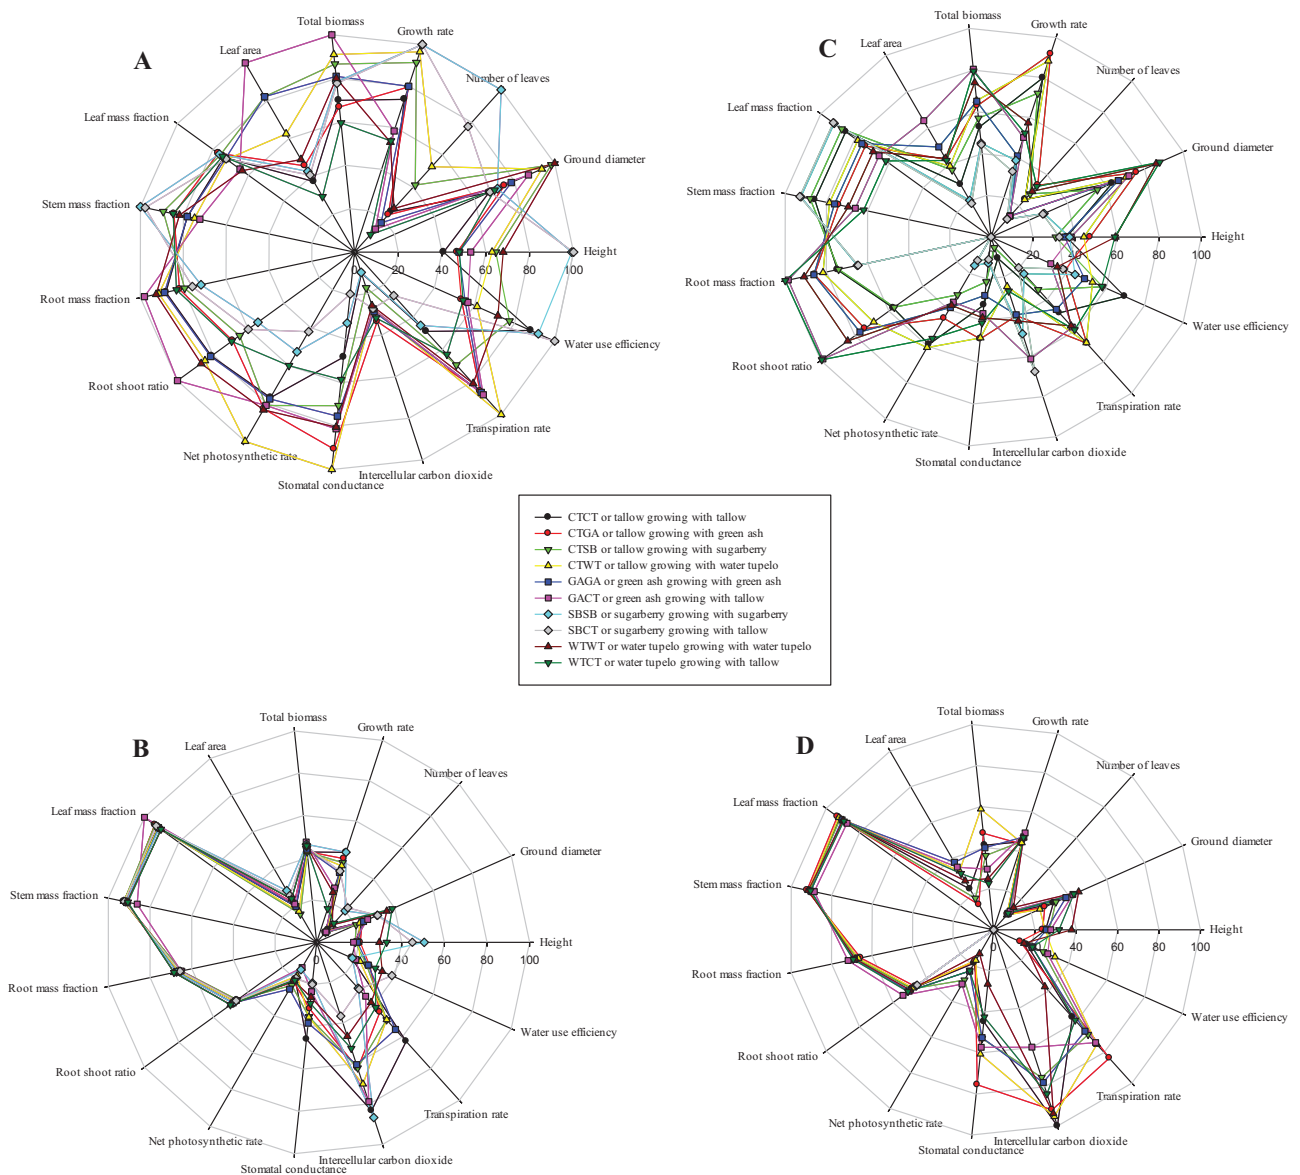 A
Total biomass
Growth rate
Leaf area
Number of leaves
Leaf mass fraction
Ground diameter
Stem mass fraction
Height
0 20 40 60 80 100
Root mass fraction
Water use efficiency
Root shoot ratio
Transpiration rate
Net photosynthetic rate
Intercellular carbon dioxide
Stomatal conductance
C
Total biomass
Growth rate
Leaf area
Number of leaves
Leaf mass fraction
Ground diameter
Stem mass fraction
Height
0 20 40 60 80 100
Root mass fraction
Water use efficiency
Root shoot ratio
Transpiration rate
Net photosynthetic rate
Intercellular carbon dioxide
Stomatal conductance
CTCT or tallow growing with tallow
CTGA or tallow growing with green ash
CTSB or tallow growing with sugarberry
CTWT or tallow growing with water tupelo
GAGA or green ash growing with green ash
GACT or green ash growing with tallow
SBSB or sugarberry growing with sugarberry
SBCT or sugarberry growing with tallow
WTWT or water tupelo growing with water tupelo
WTCT or water tupelo growing with tallow
B
Total biomass
Growth rate
Leaf area
Number of leaves
Leaf mass fraction
Ground diameter
Stem mass fraction
Height
0 20 40 60 80 100
Root mass fraction
Water use efficiency
Root shoot ratio
Transpiration rate
Net photosynthetic rate
Intercellular carbon dioxide
Stomatal conductance
D
Total biomass
Growth rate
Leaf area
Number of leaves
Leaf mass fraction
Ground diameter
Stem mass fraction
Height
0 20 40 60 80 100
Root mass fraction
Water use efficiency
Root shoot ratio
Transpiration rate
Net photosynthetic rate
Intercellular carbon dioxide
Stomatal conductance